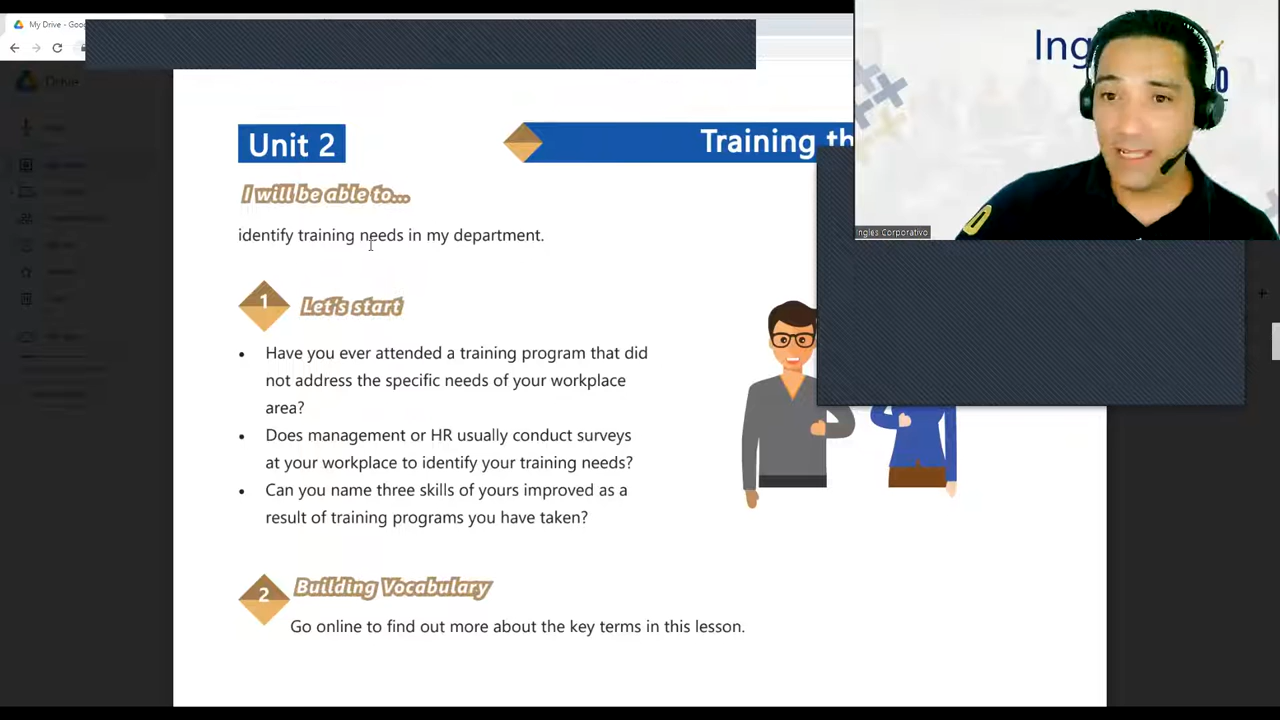 My Drive - Goo
Drive
Unit 2
Training th
I will be able to...
identify training needs in my department.
1
Let's start
• Have you ever attended a training program that did
not address the specific needs of your workplace
area?
• Does management or HR usually conduct surveys
at your workplace to identify your training needs?
• Can you name three skills of yours improved as a
result of training programs you have taken?
2
Building Vocabulary
Go online to find out more about the key terms in this lesson.
Ing
O
Ingles Corporativo